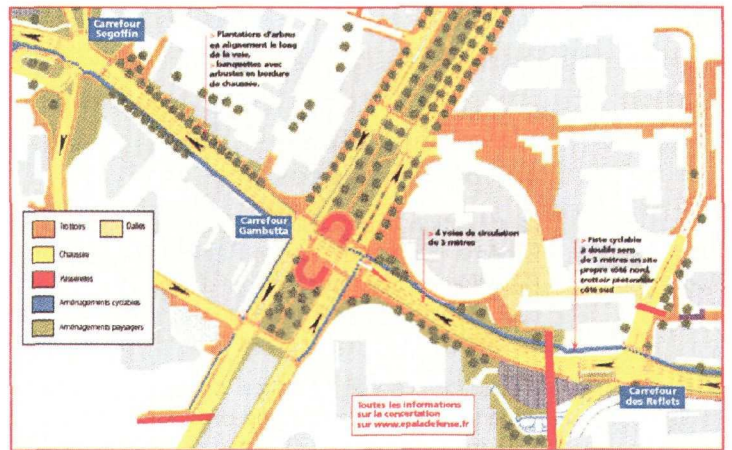 Carrefour
Segoffin
> Plantations d'arbres
en alignement le long
de la voie.
> banquettes avec
arbustes en bordure
de chaussée.
Carrefour
Gambetta
> 4 voies de circulation
de 3 mètres
> Piste cyclable
à double sens
de 3 mètres en site
propre côté nord,
trottoir piétonnier
côté sud
Trottoirs
Dalles
Chaussée
Passerelles
Aménagements cyclables
Aménagements paysagers
Toutes les informations
sur la concertation
sur www.epaladefense.fr
Carrefour
des Reflets